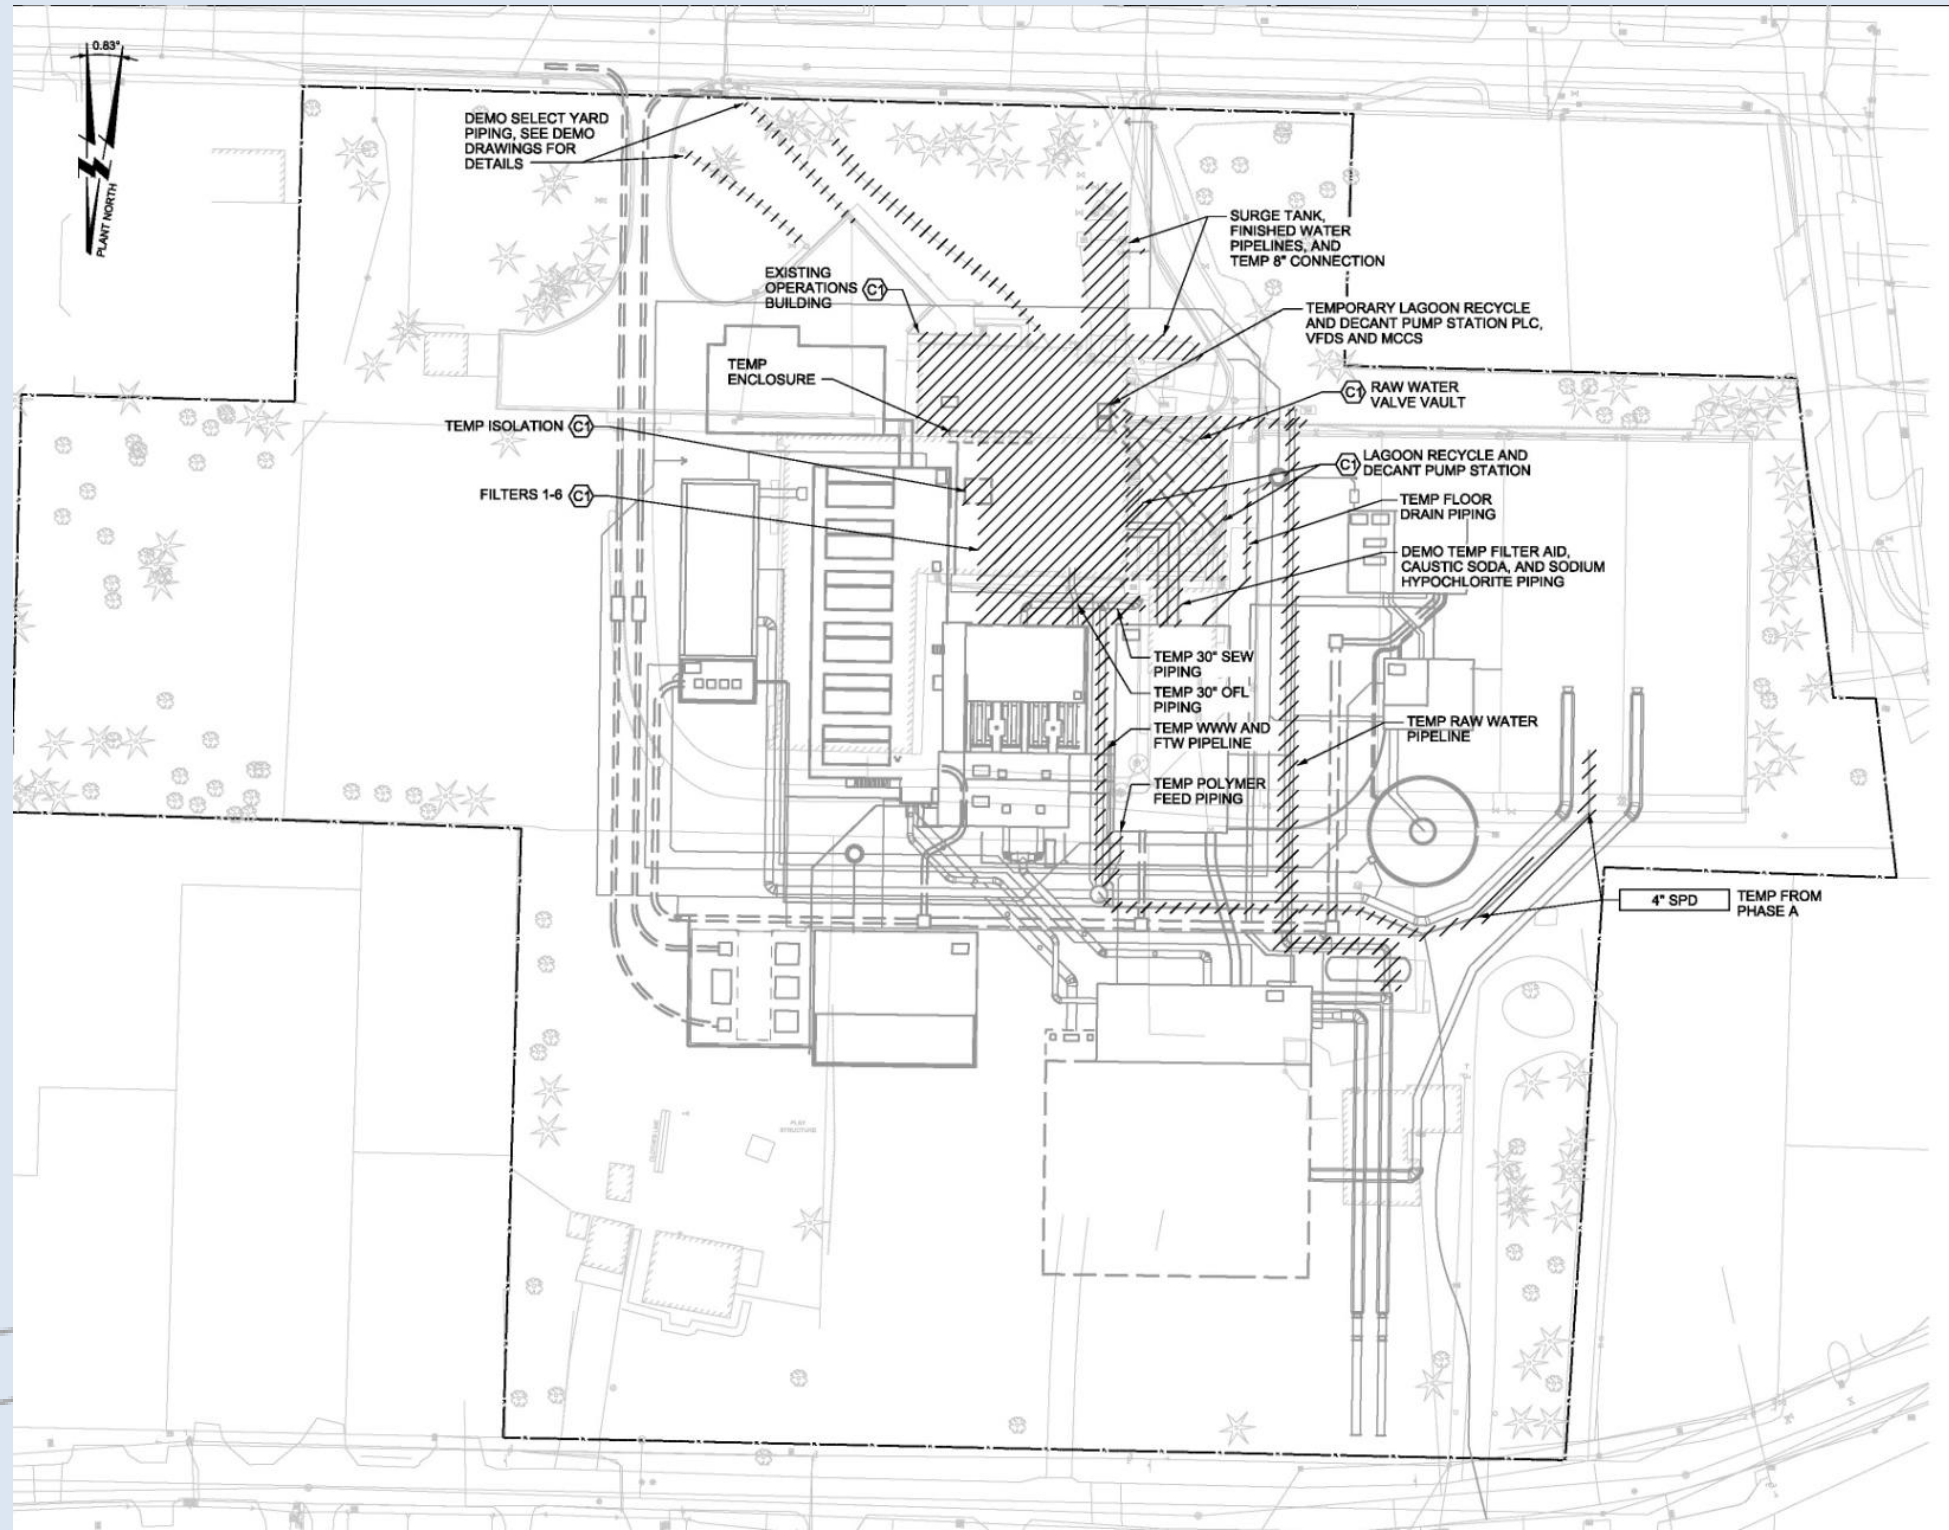 0.83°
PLANT NORTH
DEMO SELECT YARD
PIPING, SEE DEMO
DRAWINGS FOR
DETAILS
SURGE TANK,
FINISHED WATER
PIPELINES, AND
TEMP 8" CONNECTION
EXISTING
OPERATIONS
BUILDING
C1
TEMPORARY LAGOON RECYCLE
AND DECANT PUMP STATION PLC,
VFDS AND MCCS
TEMP
ENCLOSURE
C1
RAW WATER
VALVE VAULT
TEMP ISOLATION C1
C1
LAGOON RECYCLE AND
DECANT PUMP STATION
FILTERS 1-6 C1
TEMP FLOOR
DRAIN PIPING
DEMO TEMP FILTER AID,
CAUSTIC SODA, AND SODIUM
HYPOCHLORITE PIPING
TEMP 30" SEW
PIPING
TEMP 30" OFL
PIPING
TEMP WWW AND
FTW PIPELINE
TEMP RAW WATER
PIPELINE
TEMP POLYMER
FEED PIPING
4" SPD
TEMP FROM
PHASE A
PLAY
STRUCTURE